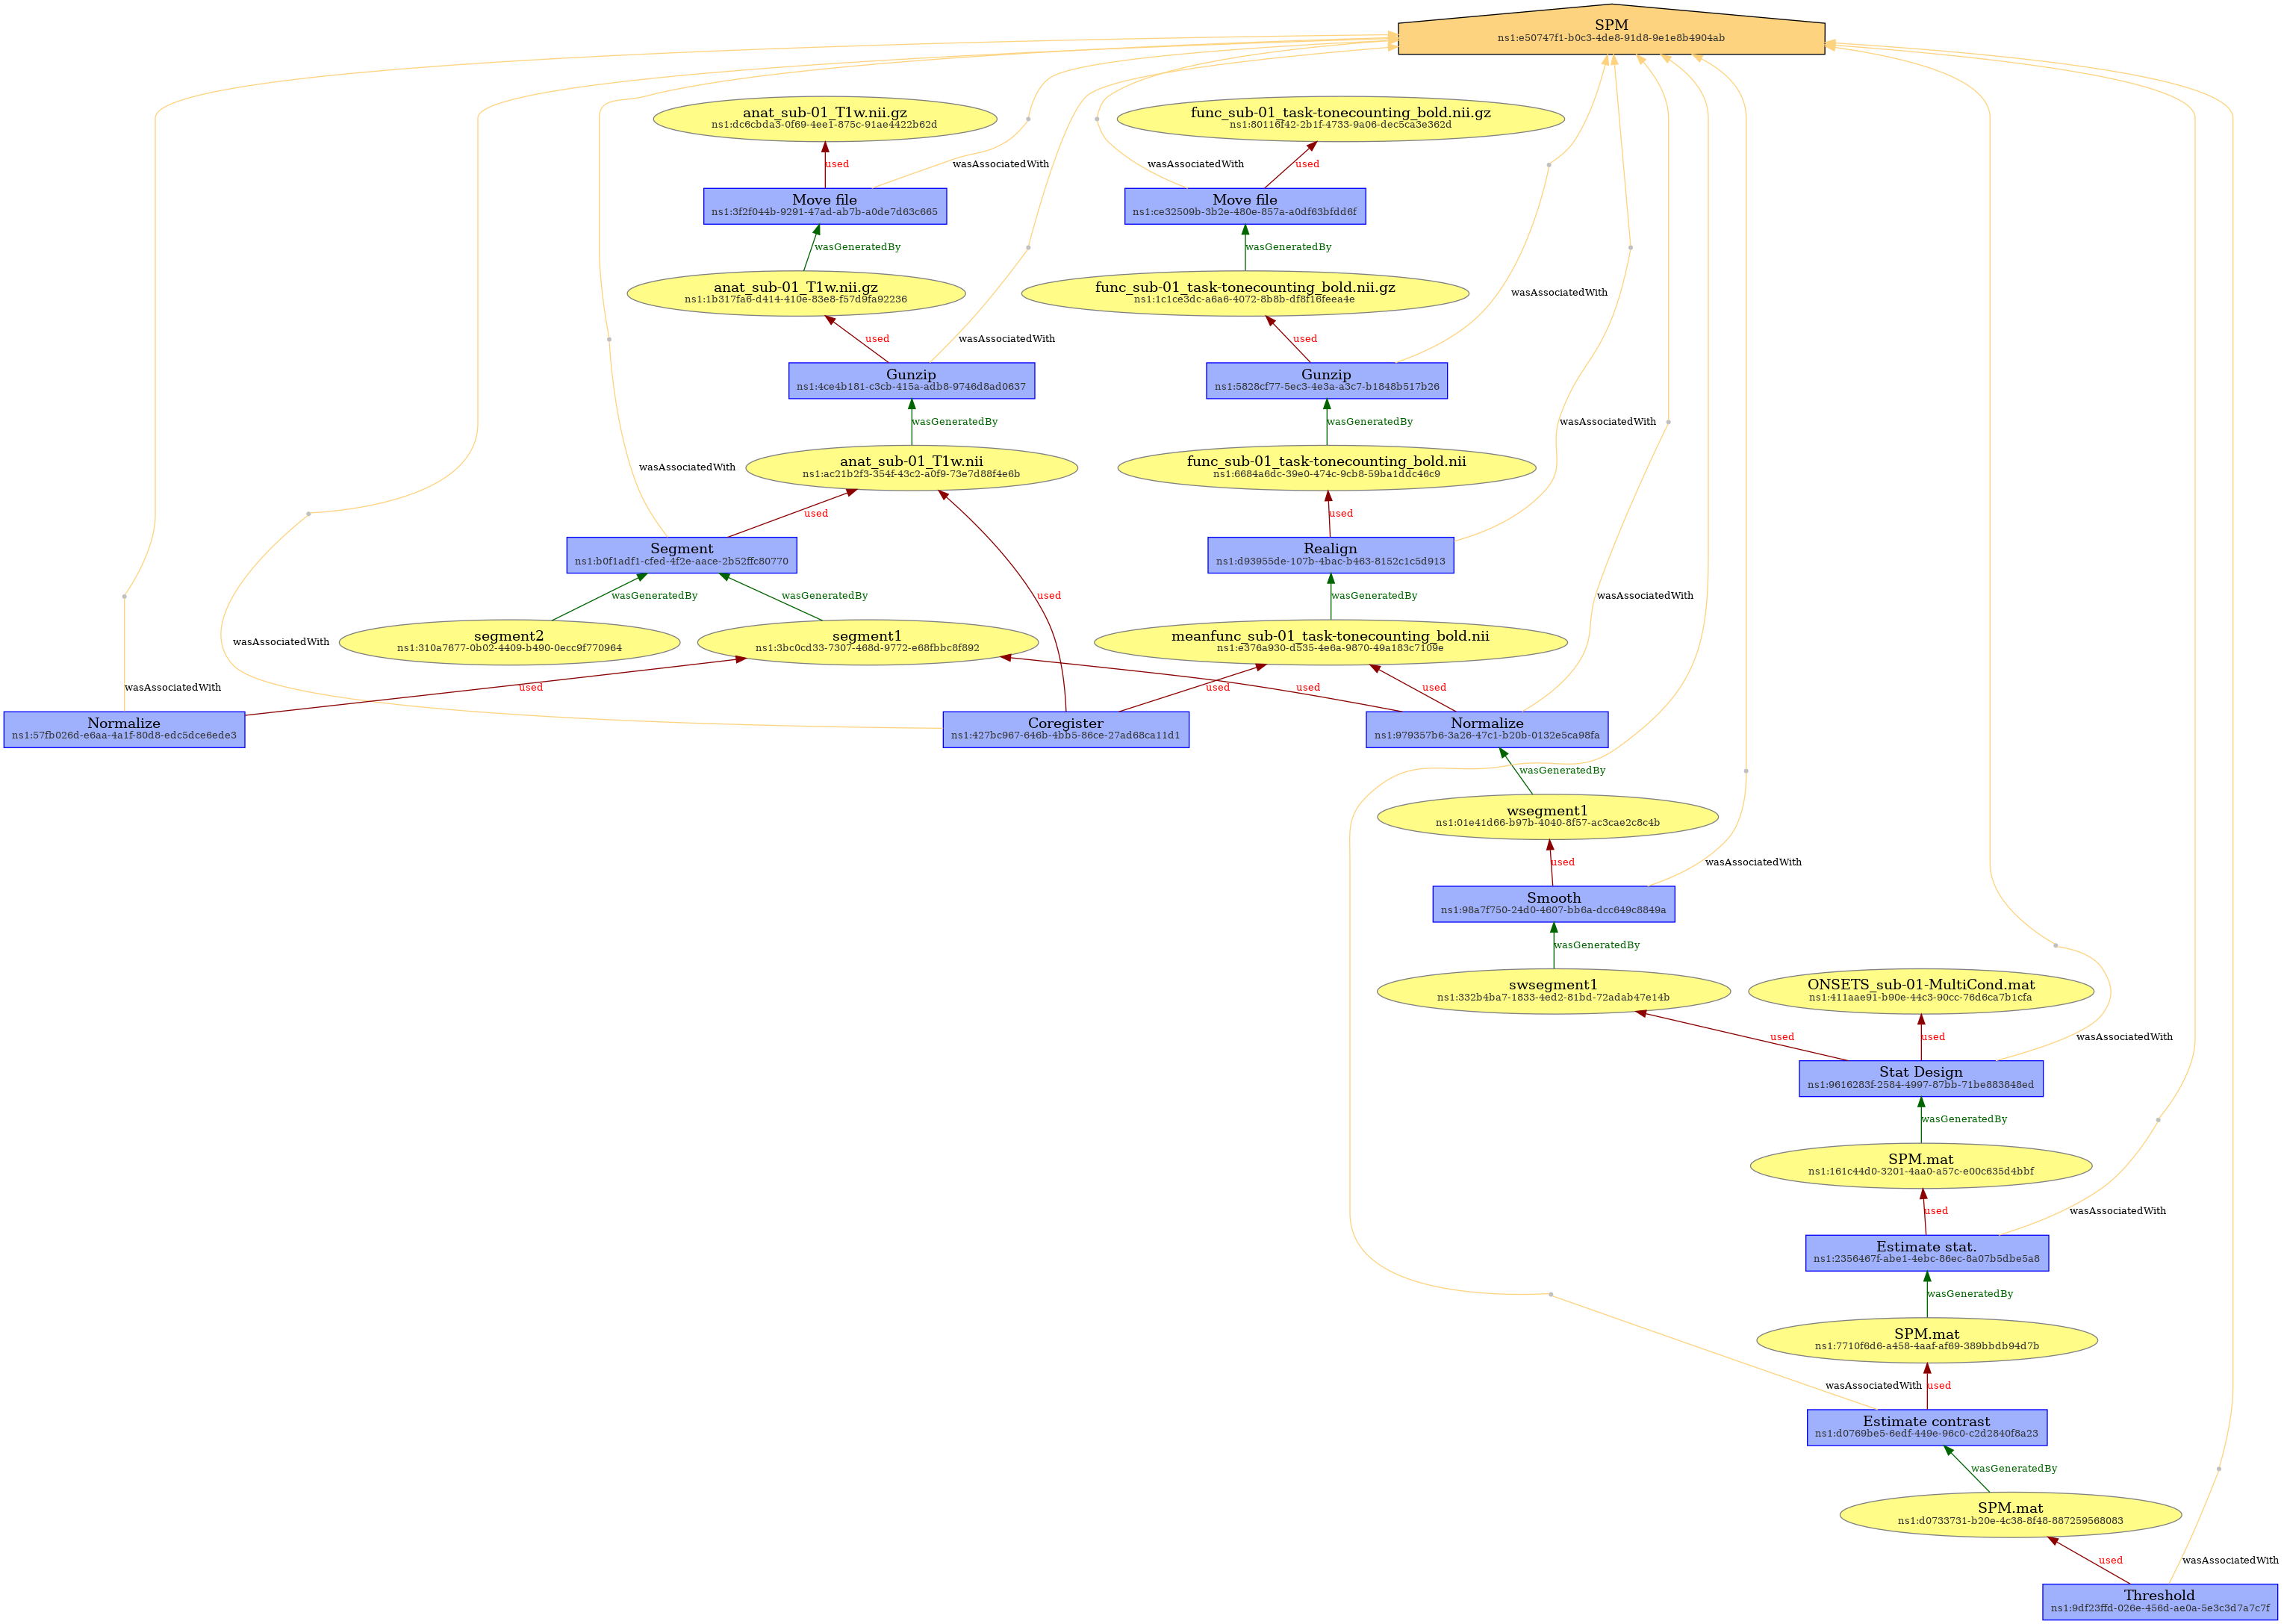 SPM
ns1:e50747f1-b0c3-4de8-91d8-9e1e8b4904ab
anat_sub-01_T1w.nii.gz
ns1:dc6cbda3-0f69-4ee1-875c-91ae4422b62d
func_sub-01_task-tonecounting_bold.nii.gz
ns1:80116f42-2b1f-4733-9a06-dec5ca3e362d
used
wasAssociatedWith
wasAssociatedWith
used
Move file
ns1:3f2f044b-9291-47ad-ab7b-a0de7d63c665
Move file
ns1:ce32509b-3b2e-480e-857a-a0df63bfdd6f
wasGeneratedBy
wasGeneratedBy
anat_sub-01_T1w.nii.gz
ns1:1b317fa6-d414-410e-83e8-f57d9fa92236
func_sub-01_task-tonecounting_bold.nii.gz
ns1:1c1ce3dc-a6a6-4072-8b8b-df8f16feea4e
wasAssociatedWith
used
wasAssociatedWith
used
Gunzip
ns1:4ce4b181-c3cb-415a-adb8-9746d8ad0637
Gunzip
ns1:5828cf77-5ec3-4e3a-a3c7-b1848b517b26
wasGeneratedBy
wasGeneratedBy
wasAssociatedWith
wasAssociatedWith
anat_sub-01_T1w.nii
ns1:ac21b2f3-354f-43c2-a0f9-73e7d88f4e6b
func_sub-01_task-tonecounting_bold.nii
ns1:6684a6dc-39e0-474c-9cb8-59ba1ddc46c9
used
used
Segment
ns1:b0f1adf1-cfed-4f2e-aace-2b52ffc80770
Realign
ns1:d93955de-107b-4bac-b463-8152c1c5d913
wasGeneratedBy
wasGeneratedBy
used
wasGeneratedBy
wasAssociatedWith
wasAssociatedWith
segment2
ns1:310a7677-0b02-4409-b490-0ecc9f770964
segment1
ns1:3bc0cd33-7307-468d-9772-e68fbbc8f892
meanfunc_sub-01_task-tonecounting_bold.nii
ns1:e376a930-d535-4e6a-9870-49a183c7109e
wasAssociatedWith
used
used
used
used
Normalize
ns1:57fb026d-e6aa-4a1f-80d8-edc5dce6ede3
Coregister
ns1:427bc967-646b-4bb5-86ce-27ad68ca11d1
Normalize
ns1:979357b6-3a26-47c1-b20b-0132e5ca98fa
wasGeneratedBy
wsegment1
ns1:01e41d66-b97b-4040-8f57-ac3cae2c8c4b
used
wasAssociatedWith
Smooth
ns1:98a7f750-24d0-4607-bb6a-dcc649c8849a
wasGeneratedBy
swsegment1
ns1:332b4ba7-1833-4ed2-81bd-72adab47e14b
ONSETS_sub-01-MultiCond.mat
ns1:411aae91-b90e-44c3-90cc-76d6ca7b1cfa
used
used
wasAssociatedWith
Stat Design
ns1:9616283f-2584-4997-87bb-71be883848ed
wasGeneratedBy
SPM.mat
ns1:161c44d0-3201-4aa0-a57c-e00c635d4bbf
used
wasAssociatedWith
Estimate stat.
ns1:2356467f-abe1-4ebc-86ec-8a07b5dbe5a8
wasGeneratedBy
SPM.mat
ns1:7710f6d6-a458-4aaf-af69-389bbdb94d7b
wasAssociatedWith
used
Estimate contrast
ns1:d0769be5-6edf-449e-96c0-c2d2840f8a23
wasGeneratedBy
SPM.mat
ns1:d0733731-b20e-4c38-8f48-887259568083
used
wasAssociatedWith
Threshold
ns1:9df23ffd-026e-456d-ae0a-5e3c3d7a7c7f